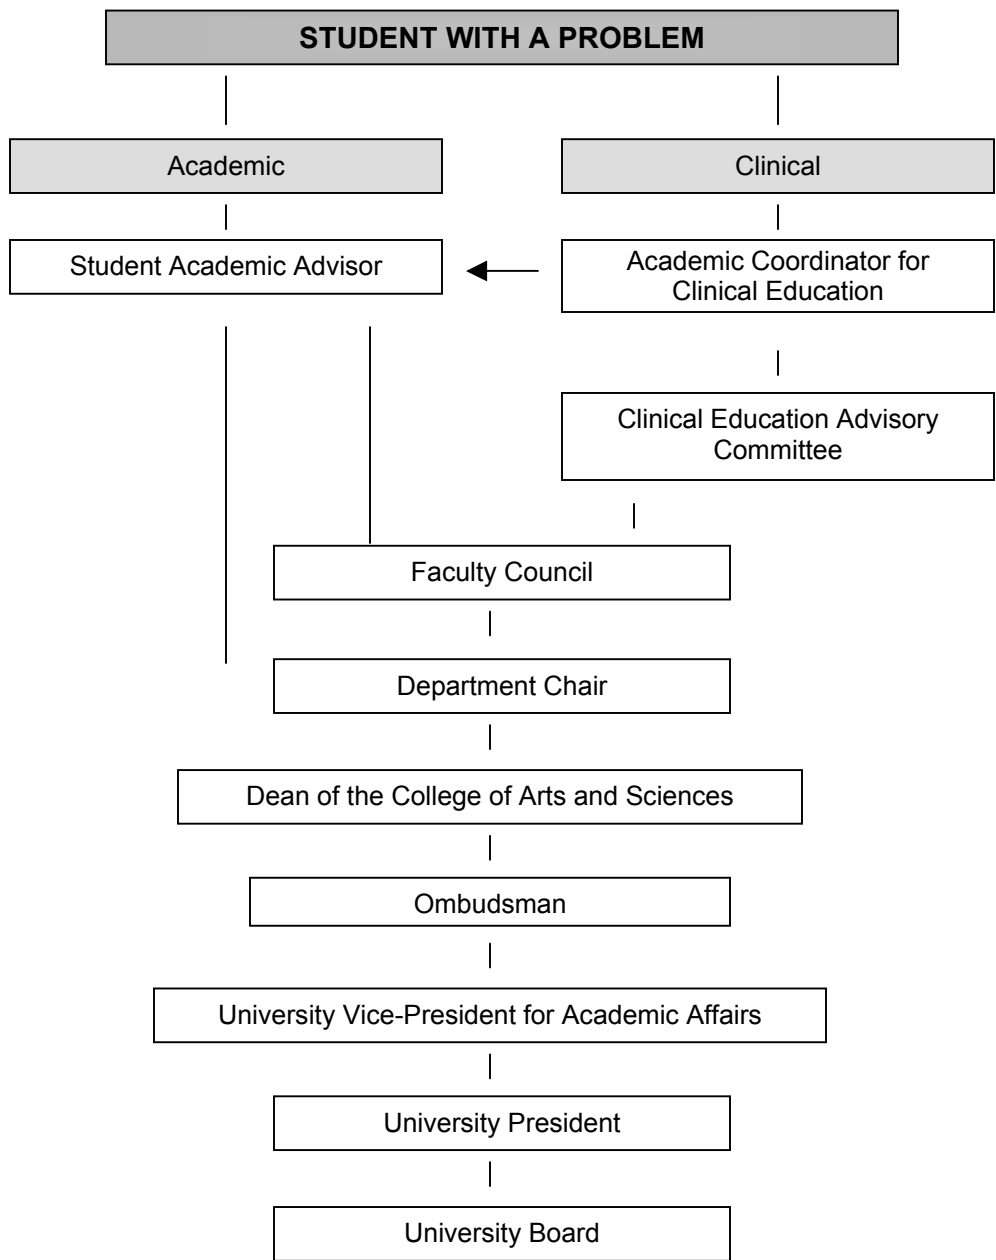 STUDENT WITH A PROBLEM
Academic
Clinical
Student Academic Advisor
Academic Coordinator for
Clinical Education
Clinical Education Advisory
Committee
Faculty Council
Department Chair
Dean of the College of Arts and Sciences
Ombudsman
University Vice-President for Academic Affairs
University President
University Board